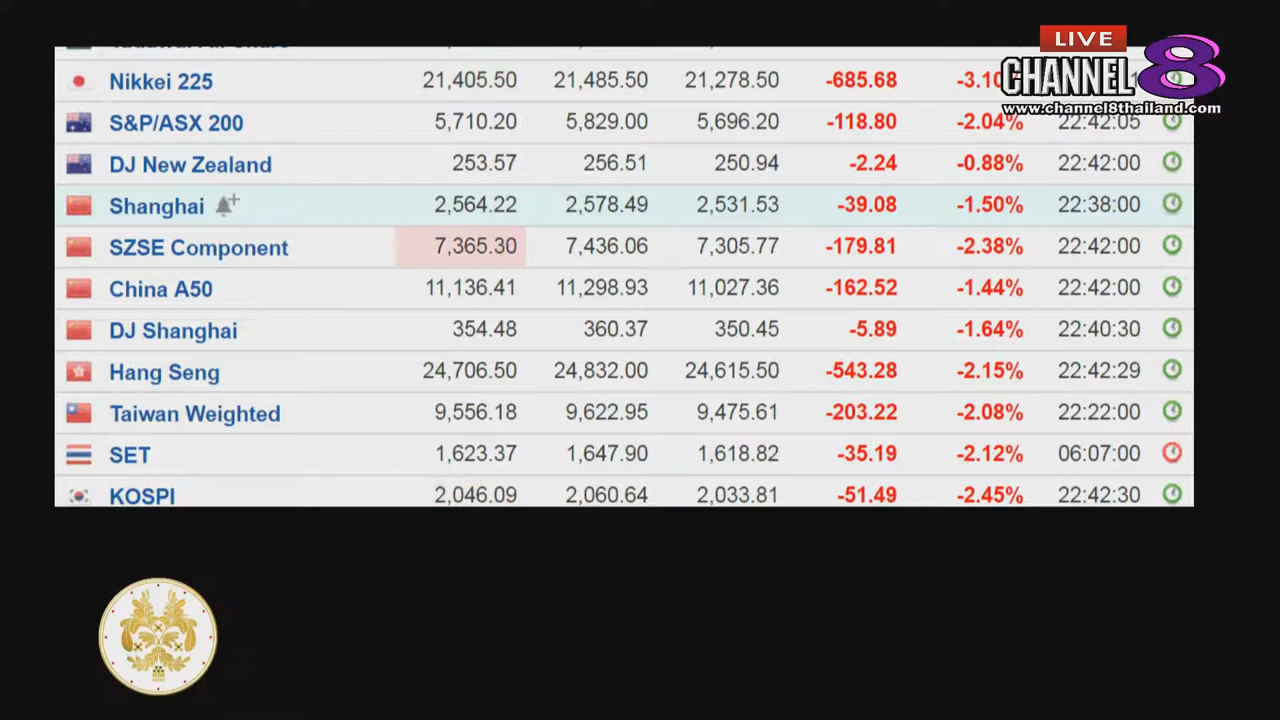 LIVE
CHANNEL 8
www.channel8thailand.com
Nikkei 225 21,405.50 21,485.50 21,278.50 -685.68
S&P/ASX 200 5,710.20 5,829.00 5,696.20 -118.80 -2.04% 22:42:05
DJ New Zealand 253.57 256.51 250.94 -2.24 -0.88% 22:42:00
Shanghai 2,564.22 2,578.49 2,531.53 -39.08 -1.50% 22:38:00
SZSE Component 7,365.30 7,436.06 7,305.77 -179.81 -2.38% 22:42:00
China A50 11,136.41 11,298.93 11,027.36 -162.52 -1.44% 22:42:00
DJ Shanghai 354.48 360.37 350.45 -5.89 -1.64% 22:40:30
Hang Seng 24,706.50 24,832.00 24,615.50 -543.28 -2.15% 22:42:29
Taiwan Weighted 9,556.18 9,622.95 9,475.61 -203.22 -2.08% 22:22:00
SET 1,623.37 1,647.90 1,618.82 -35.19 -2.12% 06:07:00
KOSPI 2,046.09 2,060.64 2,033.81 -51.49 -2.45% 22:42:30